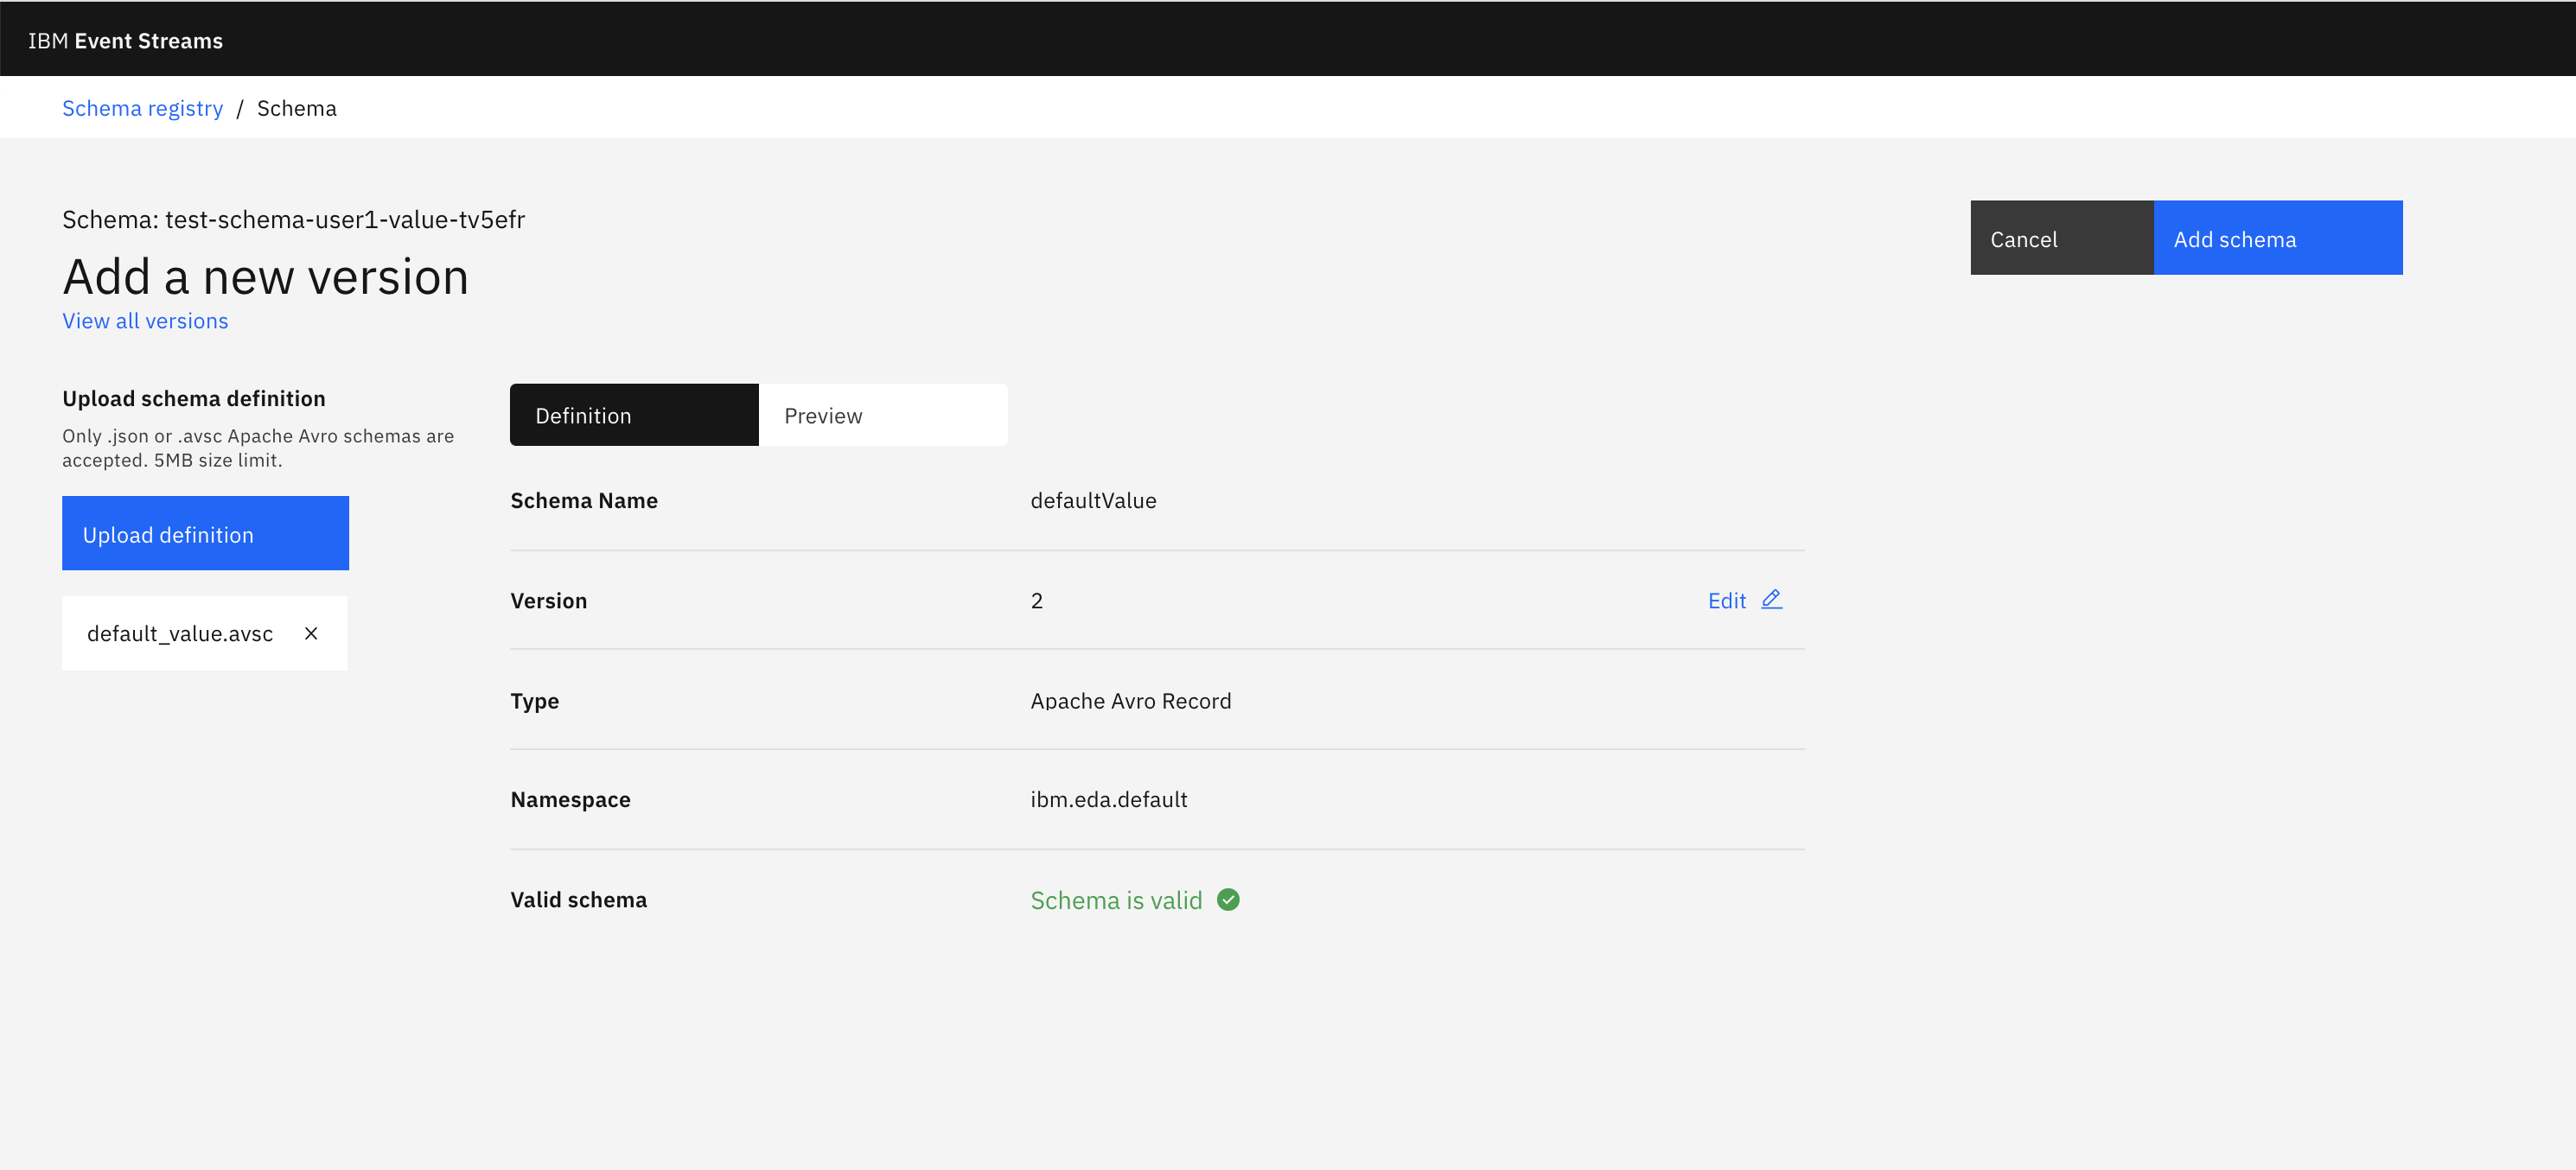 IBM Event Streams
Schema registry / Schema
Schema: test-schema-user1-value-tv5efr
Add a new version
View all versions
Cancel
Add schema
Upload schema definition
Only .json or .avsc Apache Avro schemas are
accepted. 5MB size limit.
Upload definition
default_value.avsc
Definition
Preview
Schema Name
defaultValue
Version
2
Edit
Type
Apache Avro Record
Namespace
ibm.eda.default
Valid schema
Schema is valid